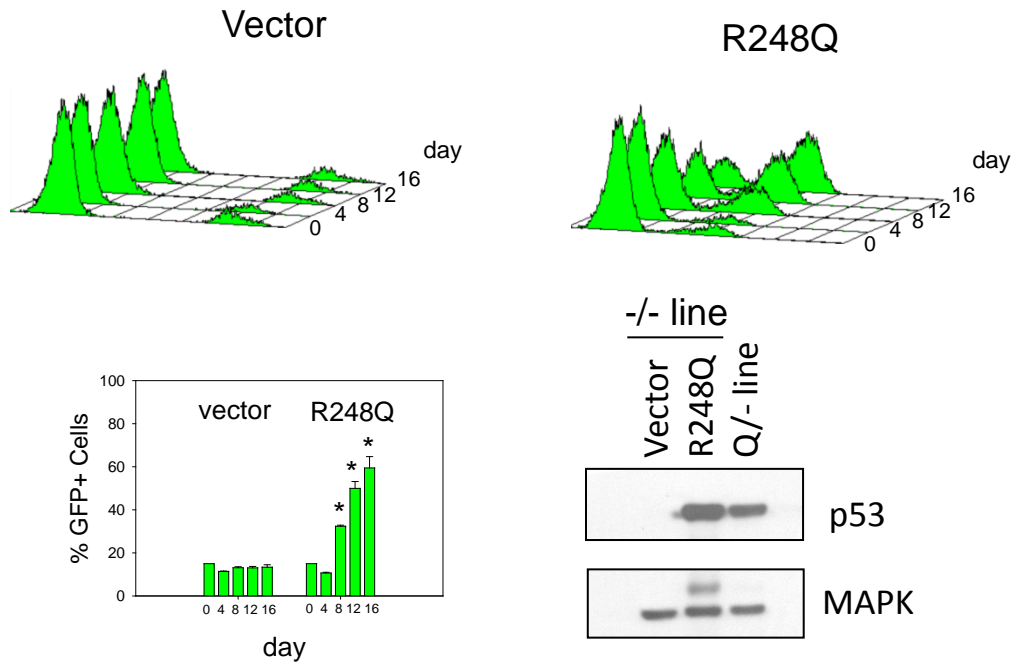 Vector
R248Q
day
0 4 8 12 16
day
0 4 8 12 16
-/- line
Vector
R248Q
Q/- line
p53
MAPK
% GFP+ Cells
100
80
60
40
20
0
vector
R248Q
* * *
0 4 8 12 16
0 4 8 12 16
day